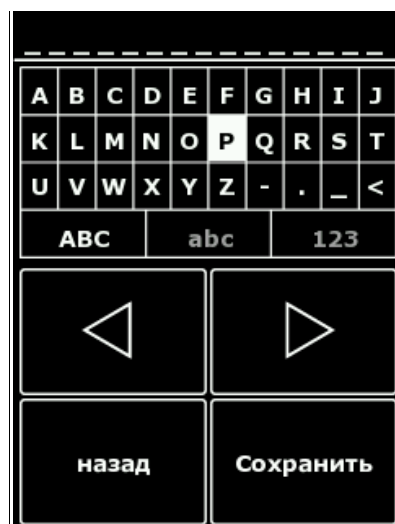 _ _ _ _ _ _ _ _ _ _ _ _ _ _ _ _
A B C D E F G H I J
K L M N O P Q R S T
U V W X Y Z - . _ <
ABC abc 123
назад Сохранить